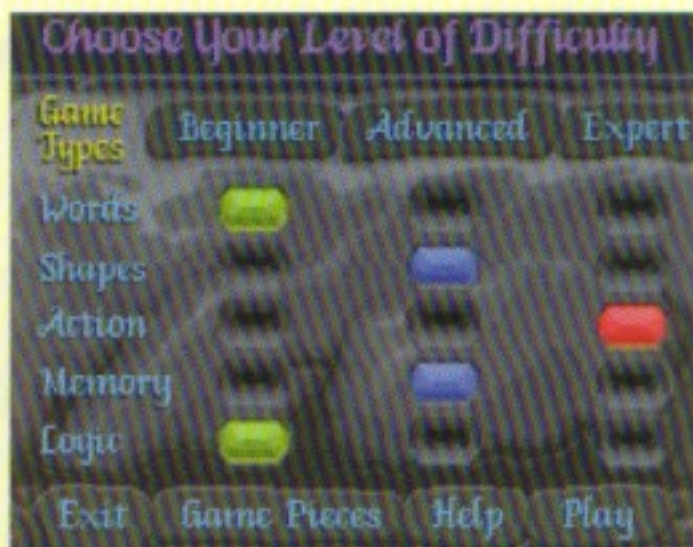 Choose Your Level of Difficulty
Game Types
Beginner Advanced Expert
Words
Shapes
Action
Memory
Logic
Exit Game Pieces Help Play